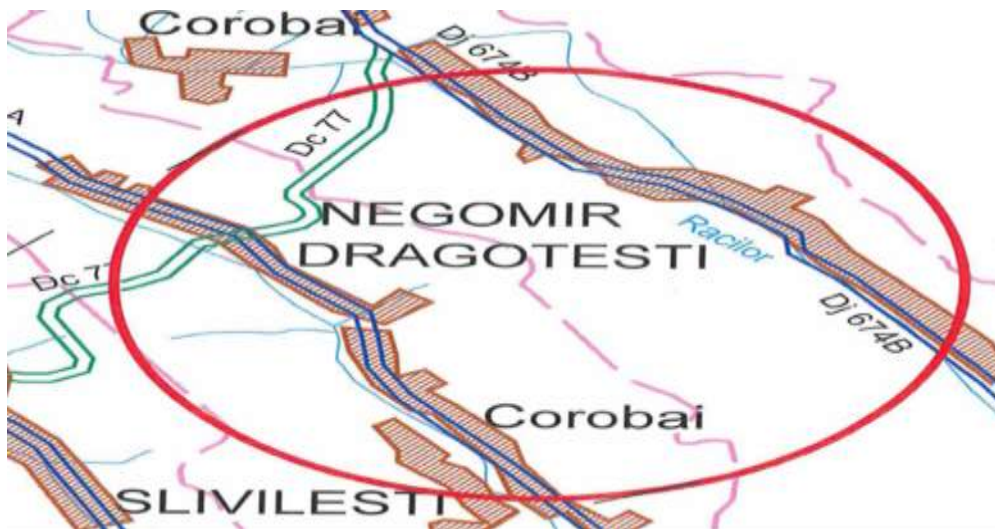 Corobai
Dj 674B
A
Dc 77
NEGOMIR
DRAGOTESTI
Racilor
Dc 77
Dj 674B
Corobai
SLIVILESTI